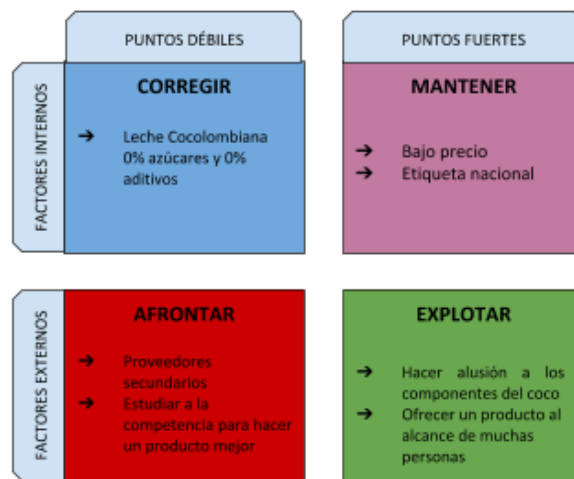 PUNTOS DÉBILES
PUNTOS FUERTES
FACTORES INTERNOS
CORREGIR
➔ Leche Cocolombiana
0% azúcares y 0%
aditivos
MANTENER
➔ Bajo precio
➔ Etiqueta nacional
FACTORES EXTERNOS
AFRONTAR
➔ Proveedores
secundarios
➔ Estudiar a la
competencia para hacer
un producto mejor
EXPLOTAR
➔ Hacer alusión a los
componentes del coco
➔ Ofrecer un producto al
alcance de muchas
personas